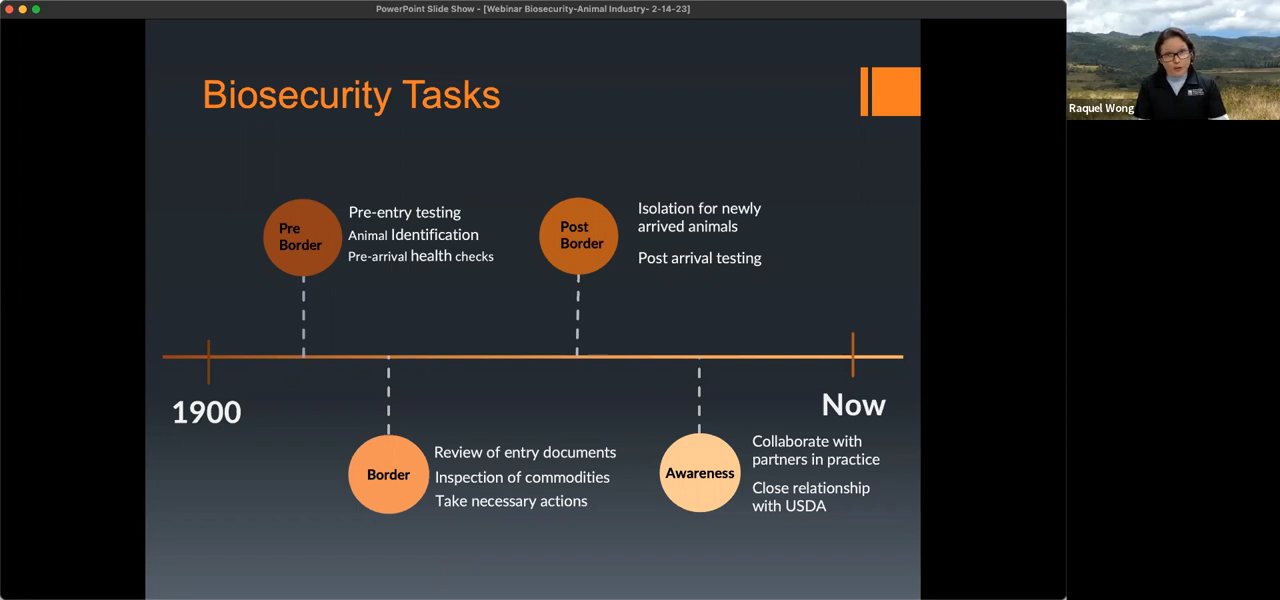 PowerPoint Slide Show - [Webinar Biosecurity-Animal Industry- 2-14-23]
Raquel Wong
Biosecurity Tasks
Pre
Border
Pre-entry testing
Animal Identification
Pre-arrival health checks
Post
Border
Isolation for newly
arrived animals
Post arrival testing
1900
Now
Border
Review of entry documents
Inspection of commodities
Take necessary actions
Awareness
Collaborate with
partners in practice
Close relationship
with USDA